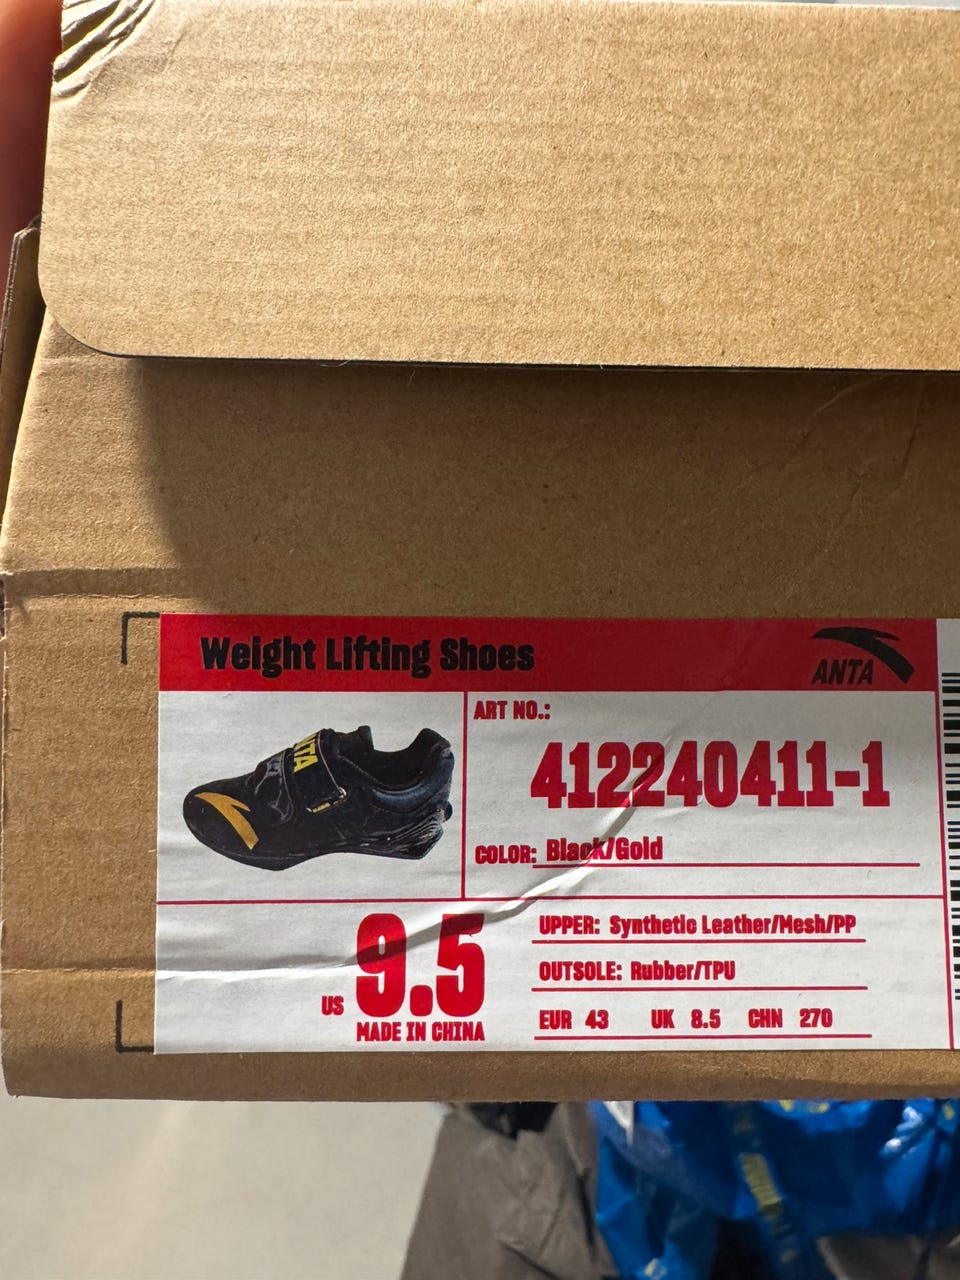 Weight Lifting Shoes
ANTA
ART NO.:
412240411-1
COLOR: Black/Gold
US 9.5
MADE IN CHINA
UPPER: Synthetic Leather/Mesh/PP
OUTSOLE: Rubber/TPU
EUR 43 UK 8.5 CHN 270